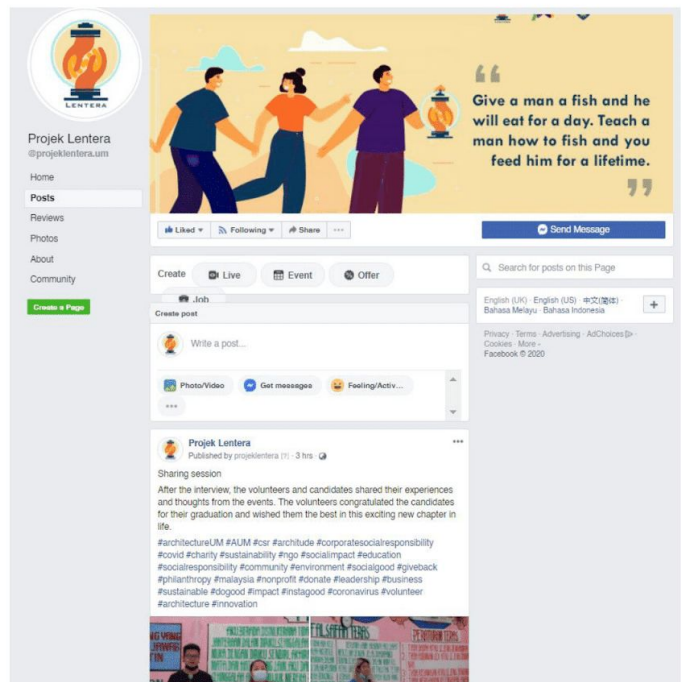 LENTERA
Projek Lentera
@projeklentera.um
Home
Posts
Reviews
Photos
About
Community
Create a Page
“
Give a man a fish and he
will eat for a day. Teach a
man how to fish and you
feed him for a lifetime.
”
Liked
Following
Share
Send Message
Create
Live
Event
Offer
Job
Create post
Write a post...
Photo/Video
Get messages
Feeling/Activ...
Search for posts on this Page
English (UK) · English (US) · 中文(简体) ·
Bahasa Melayu · Bahasa Indonesia
Privacy · Terms · Advertising · AdChoices ·
Cookies · More
Facebook © 2020
Projek Lentera
Published by projeklentera [?] · 3 hrs ·
Sharing session
After the interview, the volunteers and candidates shared their experiences
and thoughts from the events. The volunteers congratulated the candidates
for their graduation and wished them the best in this exciting new chapter in
life.
#architectureUM #AUM #csr #architude #corporatesocialresponsibility
#covid #charity #sustainability #ngo #socialimpact #education
#socialresponsibility #community #environment #socialgood #giveback
#philanthropy #malaysia #nonprofit #donate #leadership #business
#sustainable #dogood #impact #instagood #coronavirus #volunteer
#architecture #innovation
FALSAFAH TERAS
PERATURAN TERAS